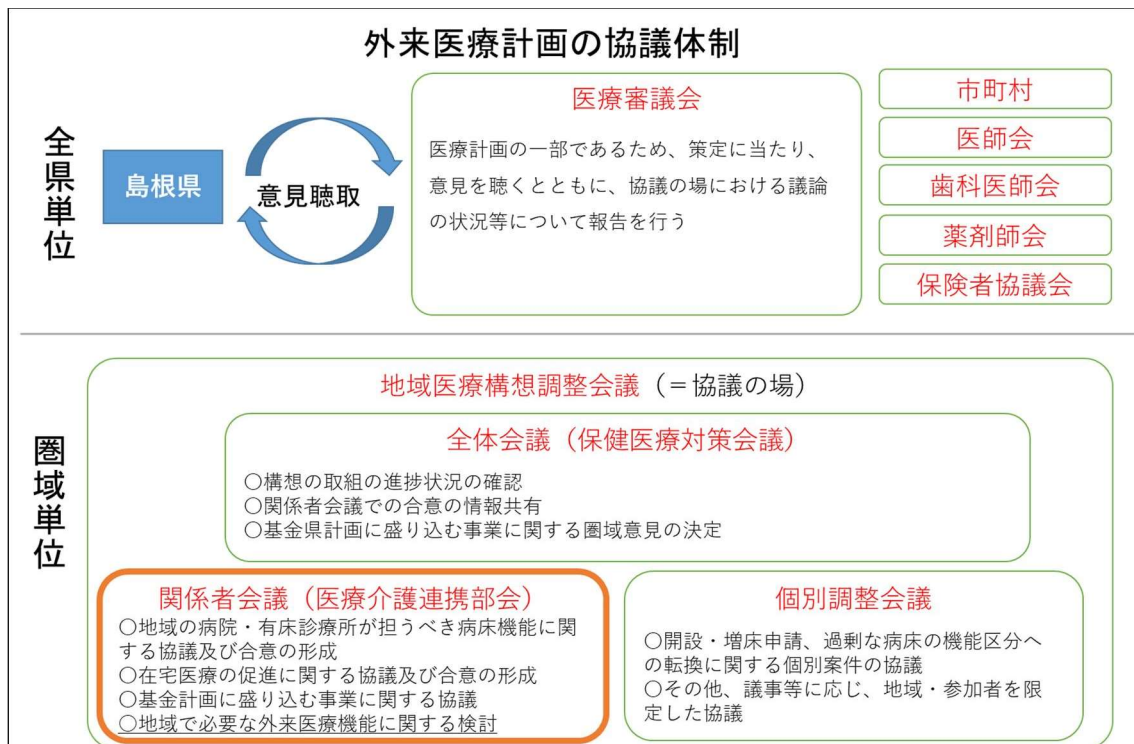 外来医療計画の協議体制
全県単位
島根県
意見聴取
医療審議会
医療計画の一部であるため、策定に当たり、
意見を聴くとともに、協議の場における議論
の状況等について報告を行う
市町村
医師会
歯科医師会
薬剤師会
保険者協議会
圏域単位
地域医療構想調整会議（＝協議の場）
全体会議（保健医療対策会議）
〇構想の取組の進捗状況の確認
〇関係者会議での合意の情報共有
〇基金県計画に盛り込む事業に関する圏域意見の決定
関係者会議（医療介護連携部会）
〇地域の病院・有床診療所が担うべき病床機能に関
する協議及び合意の形成
〇在宅医療の促進に関する協議及び合意の形成
〇基金計画に盛り込む事業に関する協議
〇地域で必要な外来医療機能に関する検討
個別調整会議
〇開設・増床申請、過剰な病床の機能区分へ
の転換に関する個別案件の協議
〇その他、議事等に応じ、地域・参加者を限
定した協議